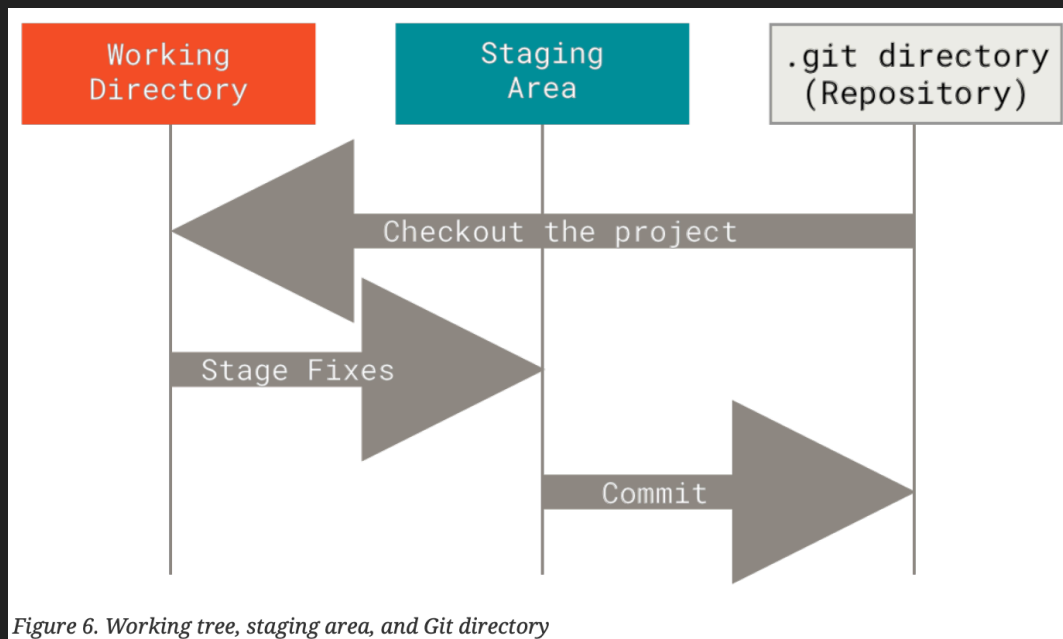 Working
Directory
Staging
Area
.git directory
(Repository)
Checkout the project
Stage Fixes
Commit
Figure 6. Working tree, staging area, and Git directory